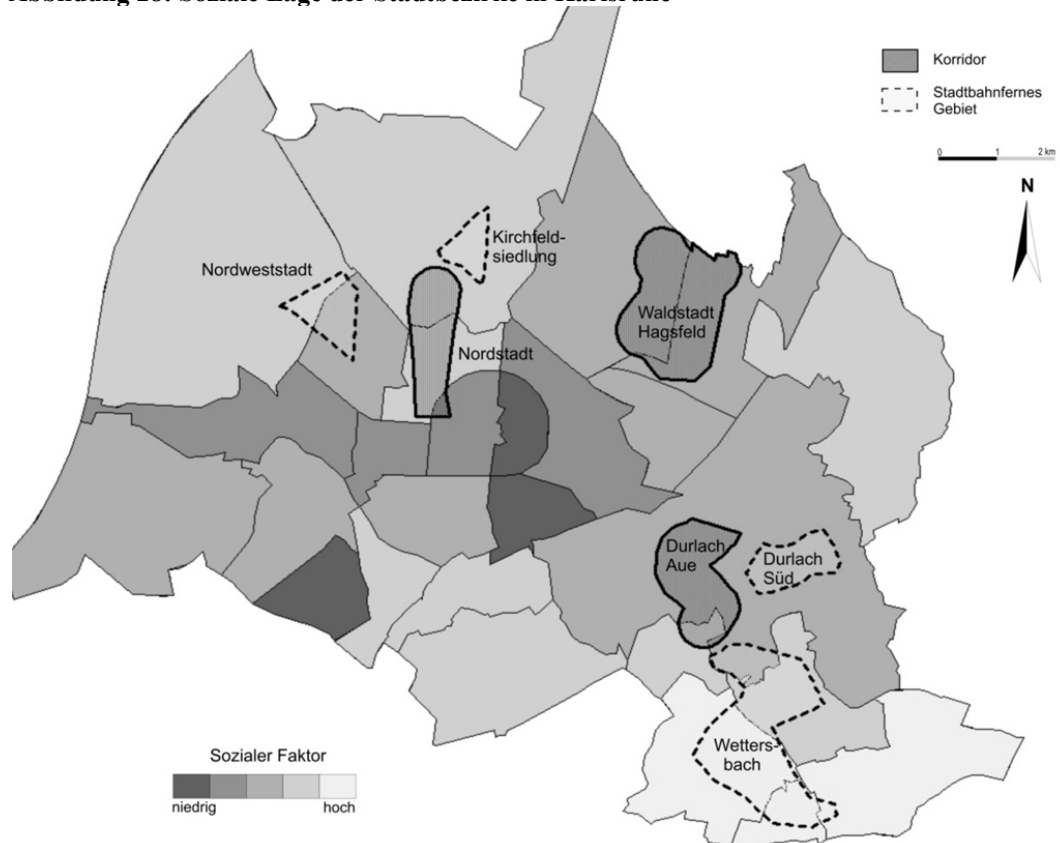 Abbildung 28: Soziale Lage der Stadtbezirke in Karlsruhe
Korridor
Stadtbahnfernes
Gebiet
0 1 2 km
N
Kirchfeld-
siedlung
Nordweststadt
Waldstadt
Hagsfeld
Nordstadt
Durlach
Aue
Durlach
Süd
Wetters-
bach
Sozialer Faktor
niedrig hoch